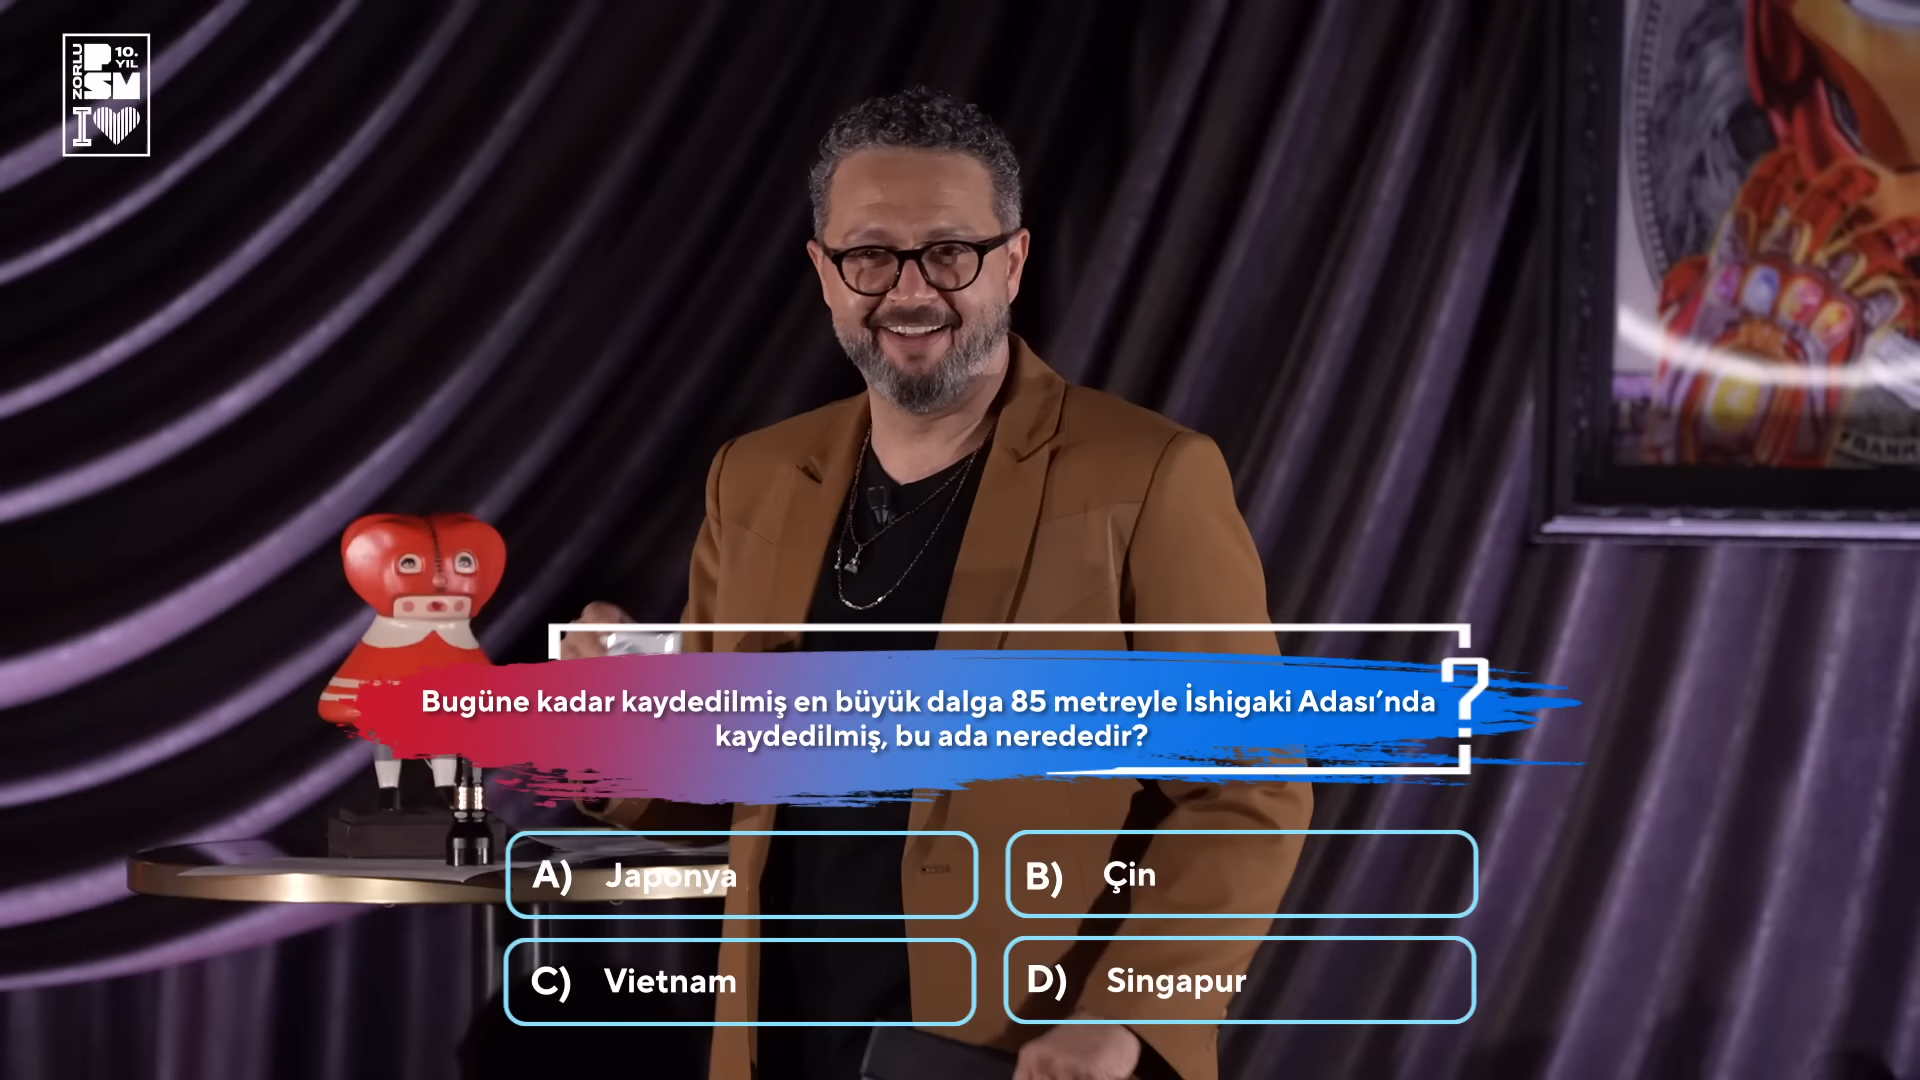 ZORLU
PSM
10.
YIL
I
Bugüne kadar kaydedilmiş en büyük dalga 85 metreyle İshigaki Adası’nda
kaydedilmiş, bu ada nerededir?
?
A) Japonya
B) Çin
C) Vietnam
D) Singapur